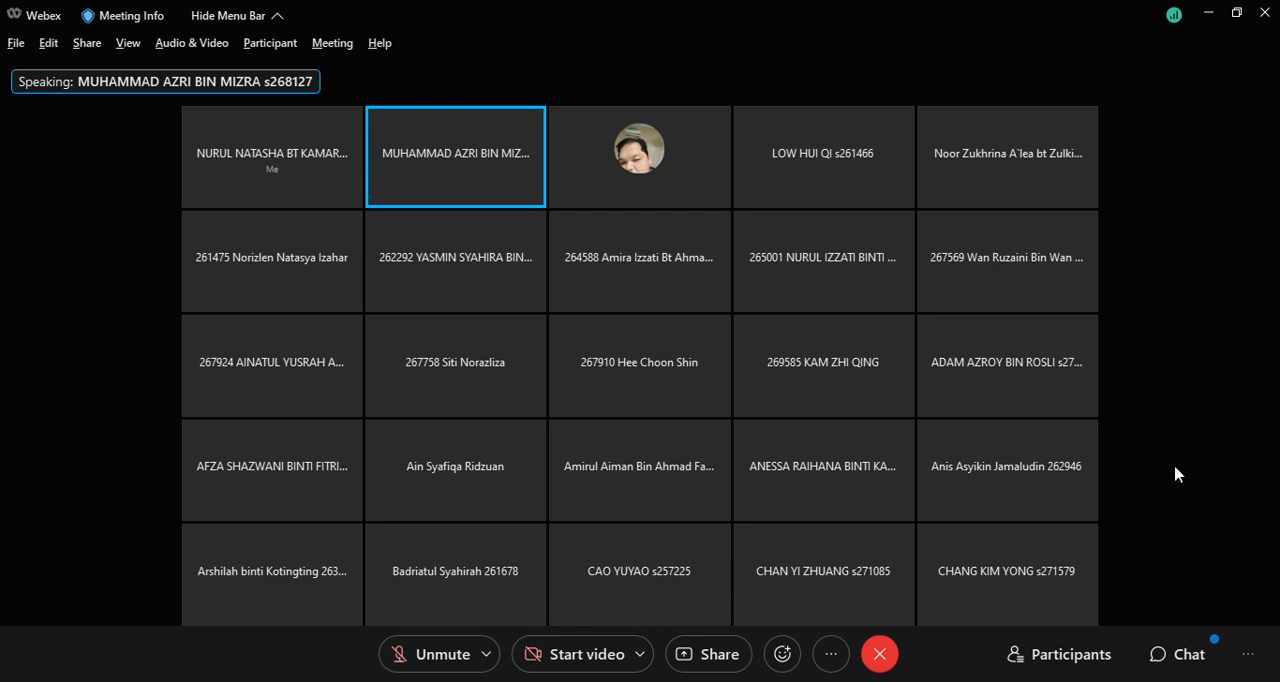 Webex Meeting Info Hide Menu Bar
File Edit Share View Audio & Video Participant Meeting Help
Speaking: MUHAMMAD AZRI BIN MIZRA s268127
NURUL NATASHA BT KAMAR... MUHAMMAD AZRI BIN MIZ... LOW HUI QI s261466 Noor Zukhrina A`lea bt Zulki...
Me
261475 Norizlen Natasya Izahar 262292 YASMIN SYAHIRA BIN... 264588 Amira Izzati Bt Ahma... 265001 NURUL IZZATI BINTI ... 267569 Wan Ruzaini Bin Wan ...
267924 AINATUL YUSRAH A... 267758 Siti Norazliza 267910 Hee Choon Shin 269585 KAM ZHI QING ADAM AZROY BIN ROSLI s27...
AFZA SHAZWANI BINTI FITRI... Ain Syafiqa Ridzuan Amirul Aiman Bin Ahmad Fa... ANESSA RAIHANA BINTI KA... Anis Asyikin Jamaludin 262946
Arshilah binti Kotingting 263... Badriatul Syahirah 261678 CAO YUYAO s257225 CHAN YI ZHUANG s271085 CHANG KIM YONG s271579
Unmute Start video Share Participants Chat